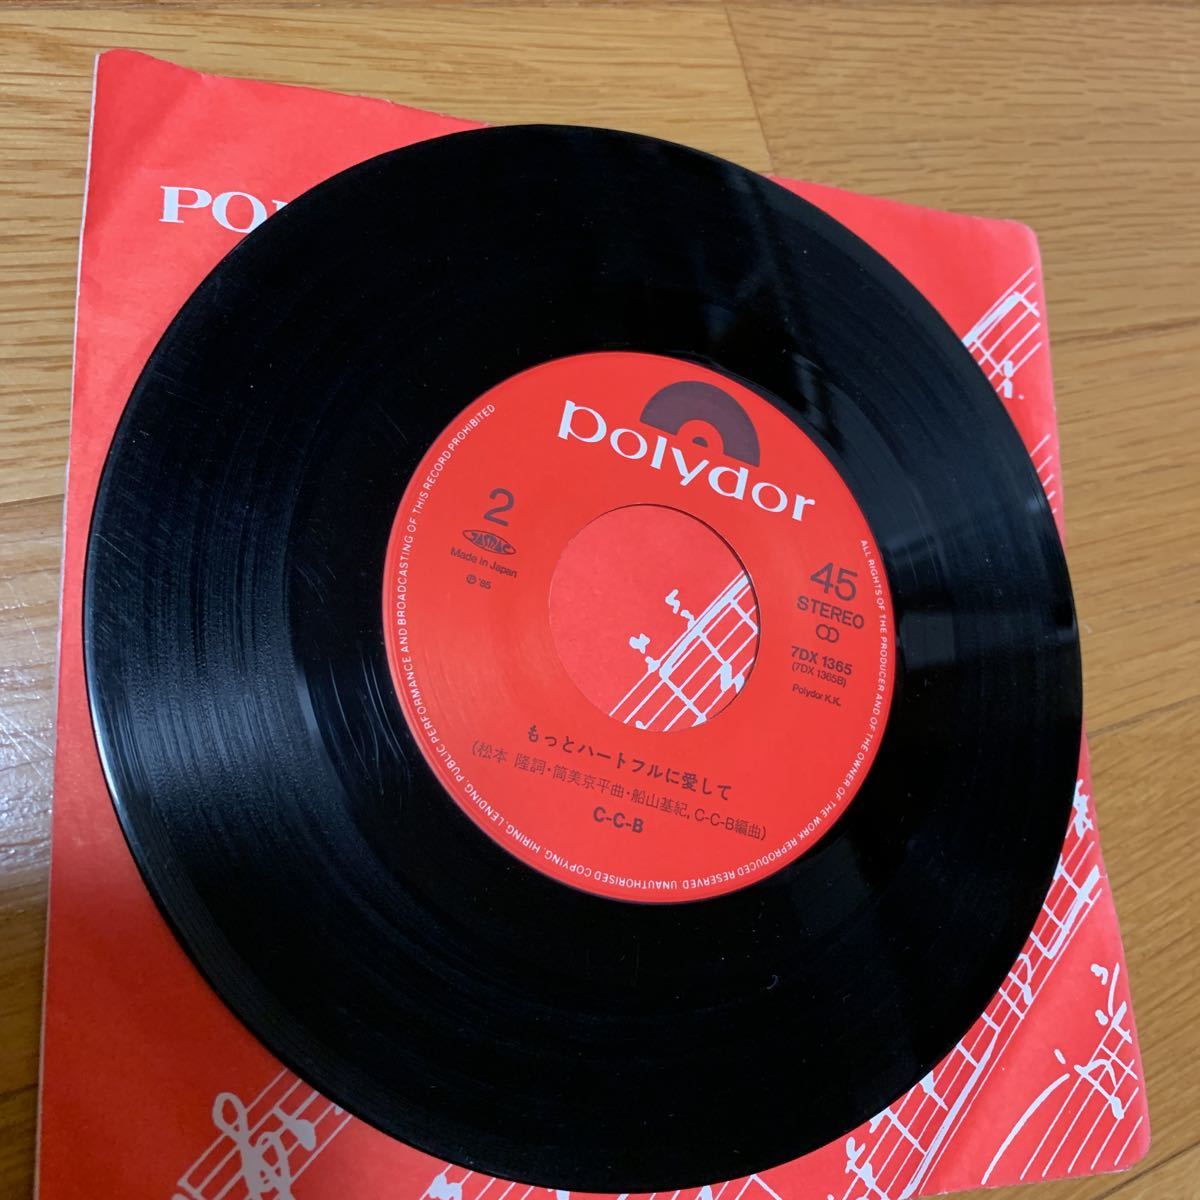 PO
polydor
2
JASRAC
Made in Japan
℗ '85
45
STEREO
7DX 1365
(7DX 1365B)
Polydor K.K.
もっとハートフルに愛して
(松本 隆詞・筒美京平曲・船山基紀, C-C-B編曲)
C-C-B
ALL RIGHTS OF THE PRODUCER AND OF THE OWNER OF THE WORK REPRODUCED RESERVED. UNAUTHORISED COPYING, HIRING, LENDING, PUBLIC PERFORMANCE AND BROADCASTING OF THIS RECORD PROHIBITED